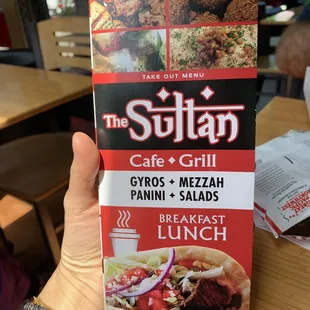 TAKE OUT MENU
The Sultan
Cafe ✦ Grill
GYROS ✦ MEZZAH
PANINI ✦ SALADS
BREAKFAST
LUNCH